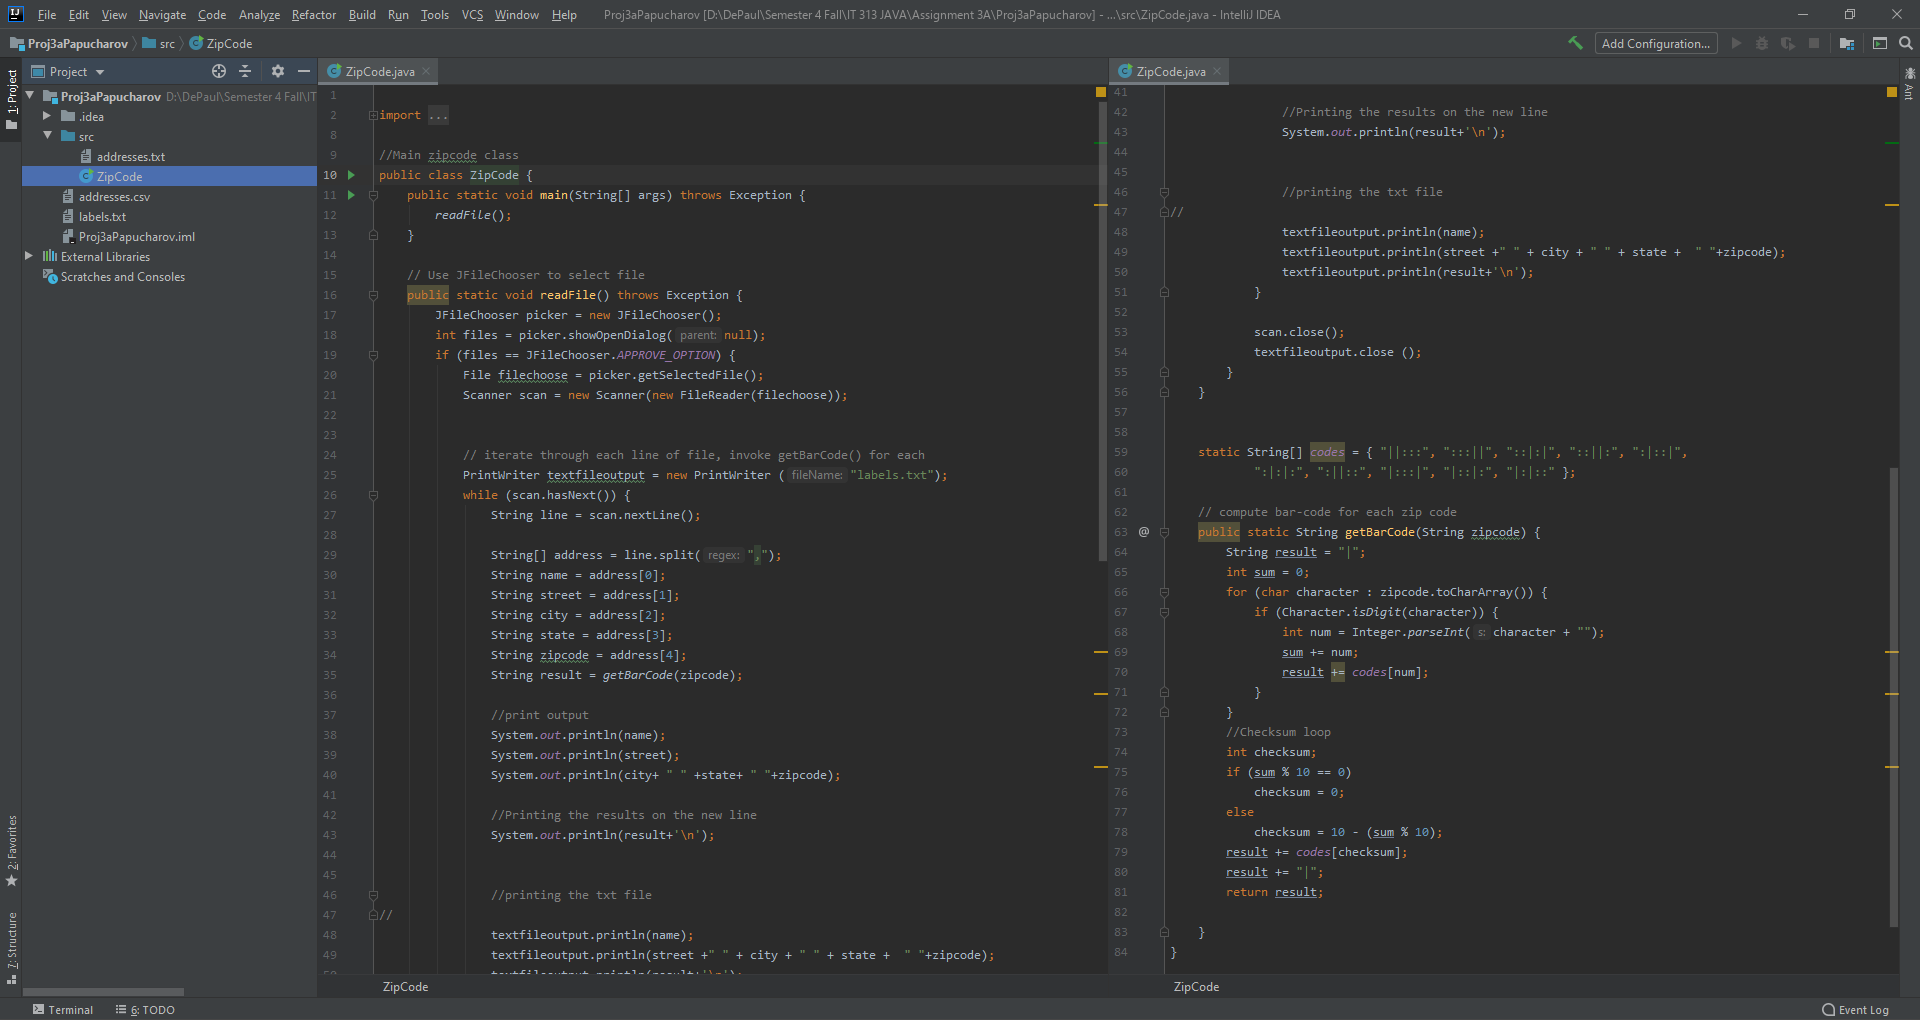 File Edit View Navigate Code Analyze Refactor Build Run Tools VCS Window Help Proj3aPapucharov [D:\DePaul\Semester 4 Fall\IT 313 JAVA\Assignment 3A\Proj3aPapucharov] - ...\src\ZipCode.java - IntelliJ IDEA
Proj3aPapucharov src ZipCode Add Configuration...
1: Project
2: Favorites
7: Structure
Project
Proj3aPapucharov D:\DePaul\Semester 4 Fall\IT
.idea
src
addresses.txt
ZipCode
addresses.csv
labels.txt
Proj3aPapucharov.iml
External Libraries
Scratches and Consoles
ZipCode.java
1
2 import ...
8
9 //Main zipcode class
10 public class ZipCode {
11 public static void main(String[] args) throws Exception {
12 readFile();
13 }
14
15 // Use JFileChooser to select file
16 public static void readFile() throws Exception {
17 JFileChooser picker = new JFileChooser();
18 int files = picker.showOpenDialog( parent: null);
19 if (files == JFileChooser.APPROVE_OPTION) {
20 File filechoose = picker.getSelectedFile();
21 Scanner scan = new Scanner(new FileReader(filechoose));
22
23
24 // iterate through each line of file, invoke getBarCode() for each
25 PrintWriter textfileoutput = new PrintWriter ( fileName: "labels.txt");
26 while (scan.hasNext()) {
27 String line = scan.nextLine();
28
29 String[] address = line.split( regex: ",");
30 String name = address[0];
31 String street = address[1];
32 String city = address[2];
33 String state = address[3];
34 String zipcode = address[4];
35 String result = getBarCode(zipcode);
36
37 //print output
38 System.out.println(name);
39 System.out.println(street);
40 System.out.println(city+ " " +state+ " "+zipcode);
41
42 //Printing the results on the new line
43 System.out.println(result+'\n');
44
45
46 //printing the txt file
47 //
48 textfileoutput.println(name);
49 textfileoutput.println(street +" " + city + " " + state +  " "+zipcode);
ZipCode
ZipCode.java
41
42 //Printing the results on the new line
43 System.out.println(result+'\n');
44
45
46 //printing the txt file
47 //
48 textfileoutput.println(name);
49 textfileoutput.println(street +" " + city + " " + state +  " "+zipcode);
50 textfileoutput.println(result+'\n');
51 }
52
53 scan.close();
54 textfileoutput.close ();
55 }
56 }
57
58
59 static String[] codes = { "||:::", ":::||", "::|:|", "::||:", ":|::|",
60 ":|:|:", ":||::", "|:::|", "|::|:", "|:|::" };
61
62 // compute bar-code for each zip code
63 @ public static String getBarCode(String zipcode) {
64 String result = "|";
65 int sum = 0;
66 for (char character : zipcode.toCharArray()) {
67 if (Character.isDigit(character)) {
68 int num = Integer.parseInt( s: character + "");
69 sum += num;
70 result += codes[num];
71 }
72 }
73 //Checksum loop
74 int checksum;
75 if (sum % 10 == 0)
76 checksum = 0;
77 else
78 checksum = 10 - (sum % 10);
79 result += codes[checksum];
80 result += "|";
81 return result;
82
83 }
84 }
ZipCode
Ant
Terminal 6: TODO Event Log